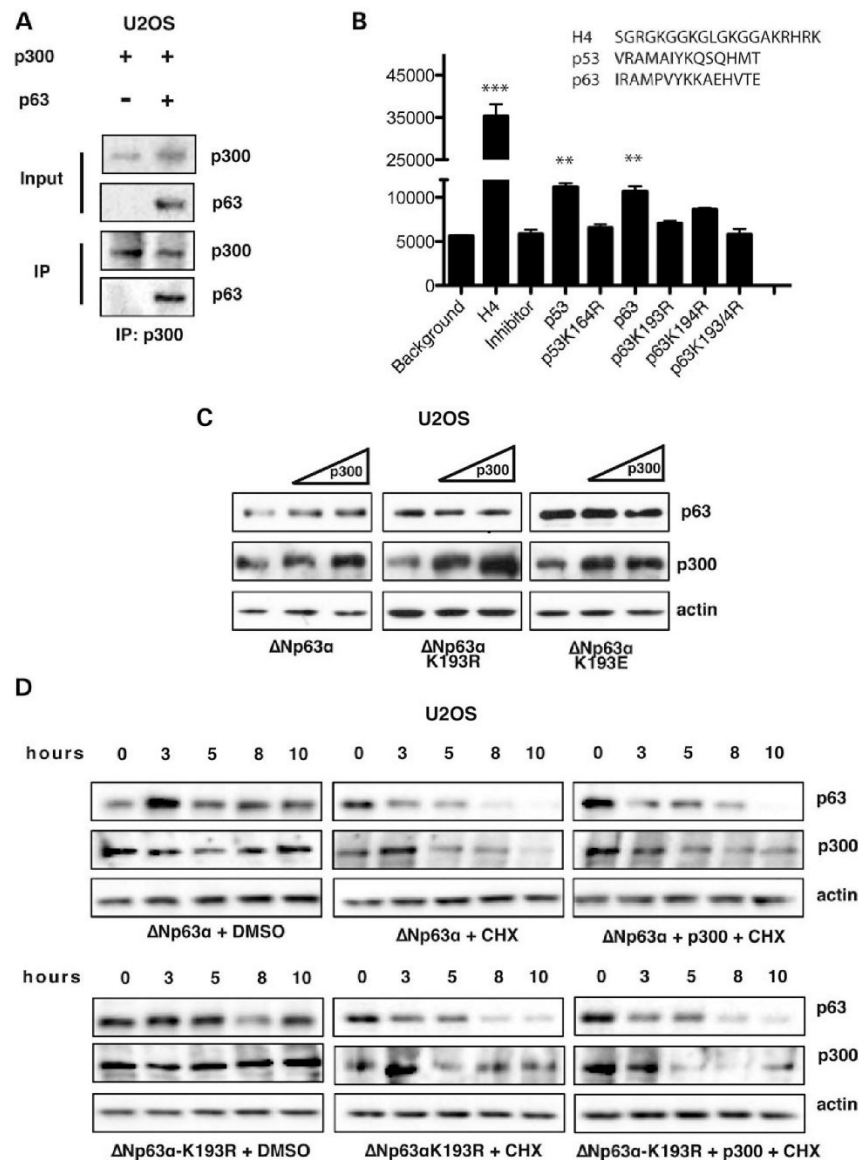 A
U2OS
p300 + +
p63 - +
Input
p300
p63
IP
p300
p63
IP: p300
B
H4 SGRGKGGKGLGKGGAKRHRK
p53 VRAMAIYKQSQHMT
p63 IRAMPVYKKAEHVTE
45000
35000
25000
10000
5000
0
***
**
**
Background
H4
Inhibitor
p53
p53K164R
p63
p63K193R
p63K194R
p63K193/4R
C
U2OS
p300
p300
p300
p63
p300
actin
ΔNp63α
ΔNp63α
K193R
ΔNp63α
K193E
D
U2OS
hours 0 3 5 8 10 0 3 5 8 10 0 3 5 8 10
p63
p300
actin
ΔNp63α + DMSO
ΔNp63α + CHX
ΔNp63α + p300 + CHX
hours 0 3 5 8 10 0 3 5 8 10 0 3 5 8 10
p63
p300
actin
ΔNp63α-K193R + DMSO
ΔNp63αK193R + CHX
ΔNp63α-K193R + p300 + CHX